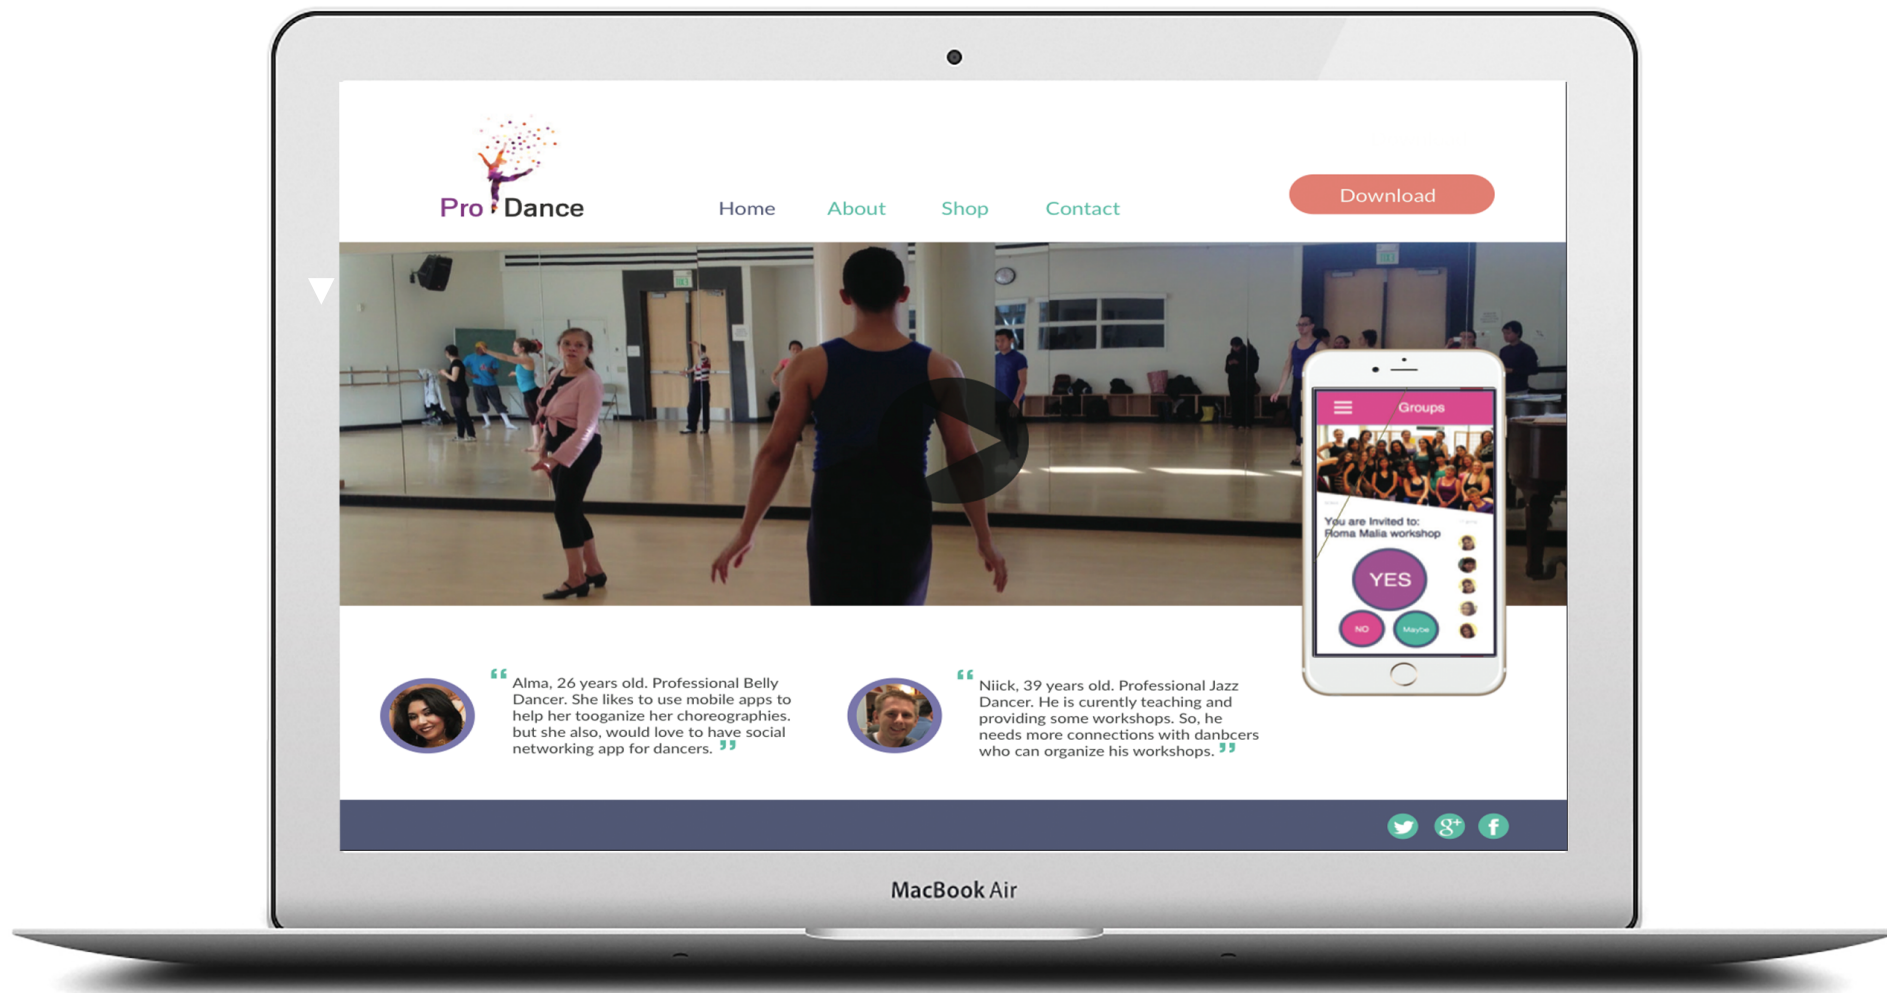 Pro Dance
Home
About
Shop
Contact
Download
Groups
You are Invited to:
Roma Malia workshop
YES
NO
Maybe
“ Alma, 26 years old. Professional Belly
Dancer. She likes to use mobile apps to
help her tooganize her choreographies.
but she also, would love to have social
networking app for dancers. ”
“ Niick, 39 years old. Professional Jazz
Dancer. He is curently teaching and
providing some workshops. So, he
needs more connections with danbcers
who can organize his workshops. ”
g+
f
MacBook Air